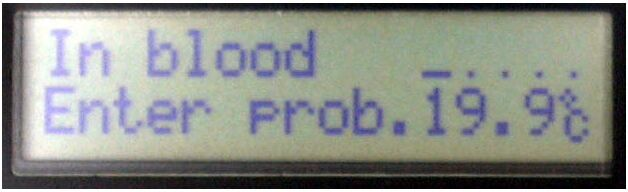 In blood _....
Enter prob.19.9°C